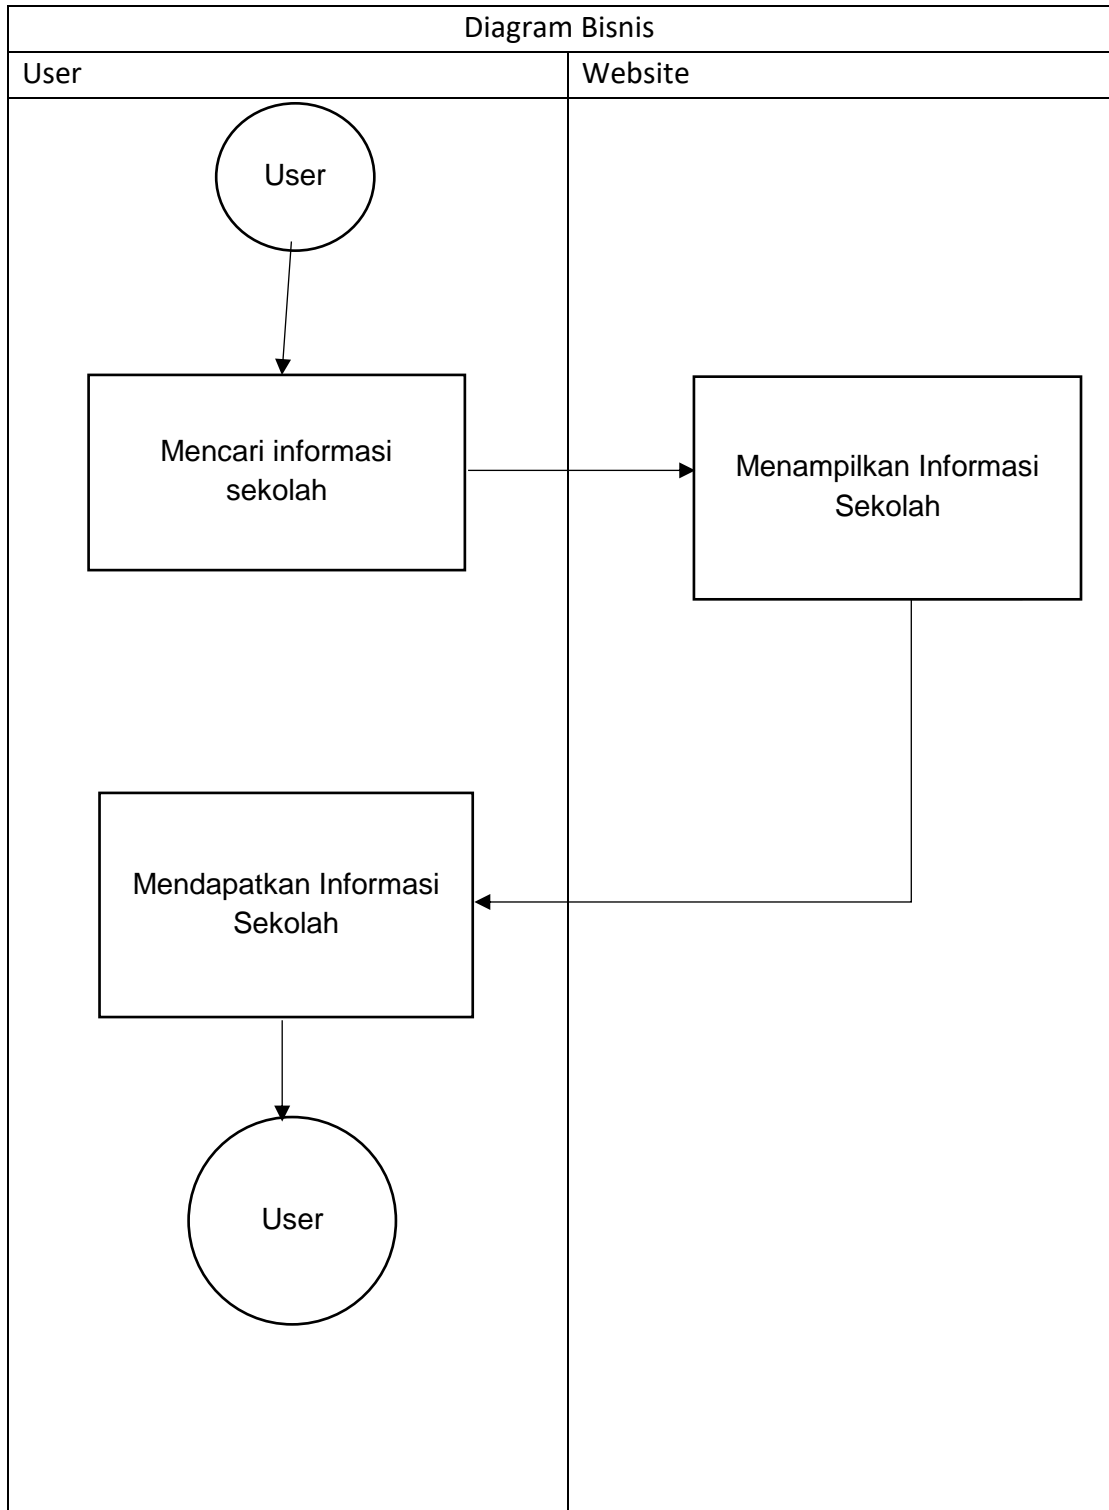 Diagram Bisnis
User
Website
User
Mencari informasi
sekolah
Menampilkan Informasi
Sekolah
Mendapatkan Informasi
Sekolah
User